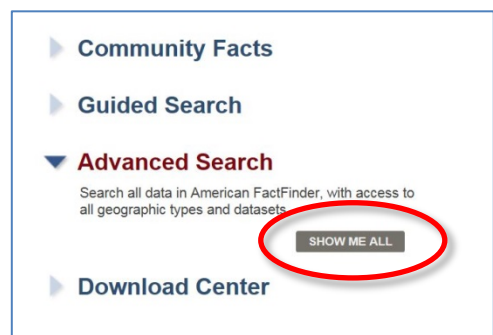 Community Facts
Guided Search
Advanced Search
Search all data in American FactFinder, with access to
all geographic types and datasets.
SHOW ME ALL
Download Center